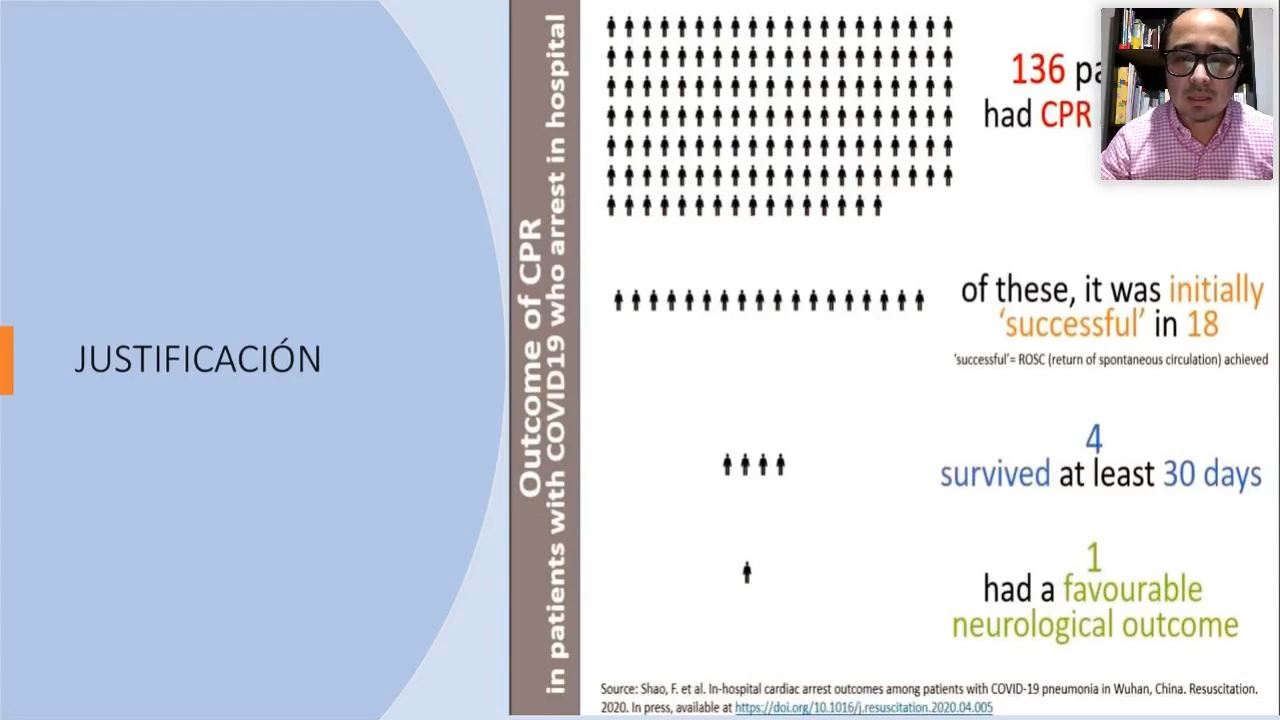 JUSTIFICACIÓN
Outcome of CPR
in patients with COVID19 who arrest in hospital
136
had CPR
of these, it was initially
‘successful’ in 18
‘successful’= ROSC (return of spontaneous circulation) achieved
4
survived at least 30 days
1
had a favourable
neurological outcome
Source: Shao, F. et al. In-hospital cardiac arrest outcomes among patients with COVID-19 pneumonia in Wuhan, China. Resuscitation.
2020. In press, available at https://doi.org/10.1016/j.resuscitation.2020.04.005